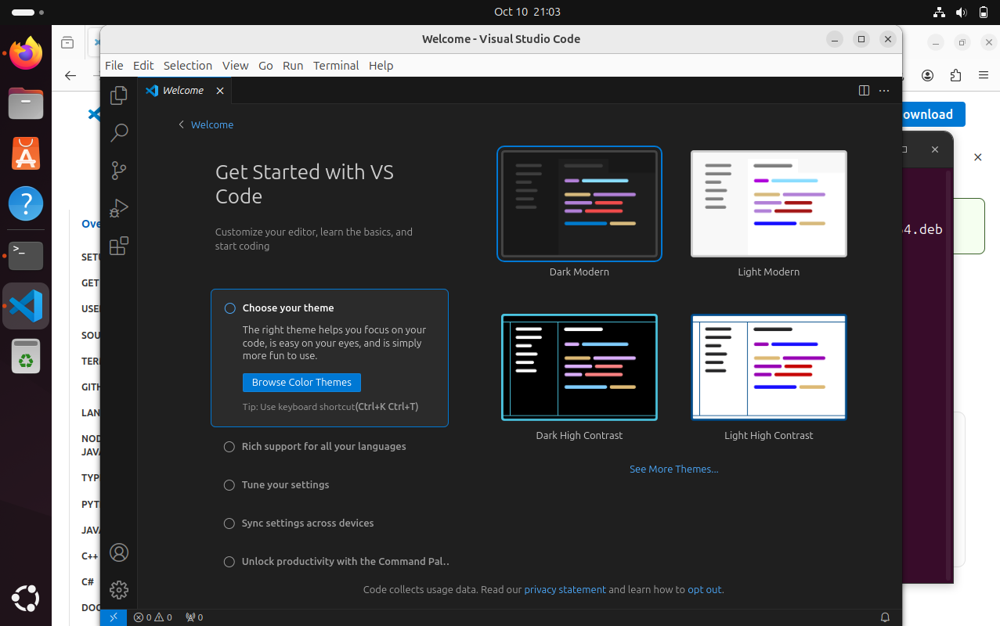 Oct 10 21:03
Welcome - Visual Studio Code
File Edit Selection View Go Run Terminal Help
Welcome
Welcome
Get Started with VS
Code
Customize your editor, learn the basics, and
start coding
Choose your theme
The right theme helps you focus on your
code, is easy on your eyes, and is simply
more fun to use.
Browse Color Themes
Tip: Use keyboard shortcut(Ctrl+K Ctrl+T)
Rich support for all your languages
Tune your settings
Sync settings across devices
Unlock productivity with the Command Pal..
Dark Modern
Light Modern
Dark High Contrast
Light High Contrast
See More Themes...
Code collects usage data. Read our privacy statement and learn how to opt out.
0 0 0
ownload
4.deb
Ove
SETU
GET
USE
SOU
TER
GITH
LAN
NOD
JAVA
TYP
PYT
JAVA
C++
C#
DOC